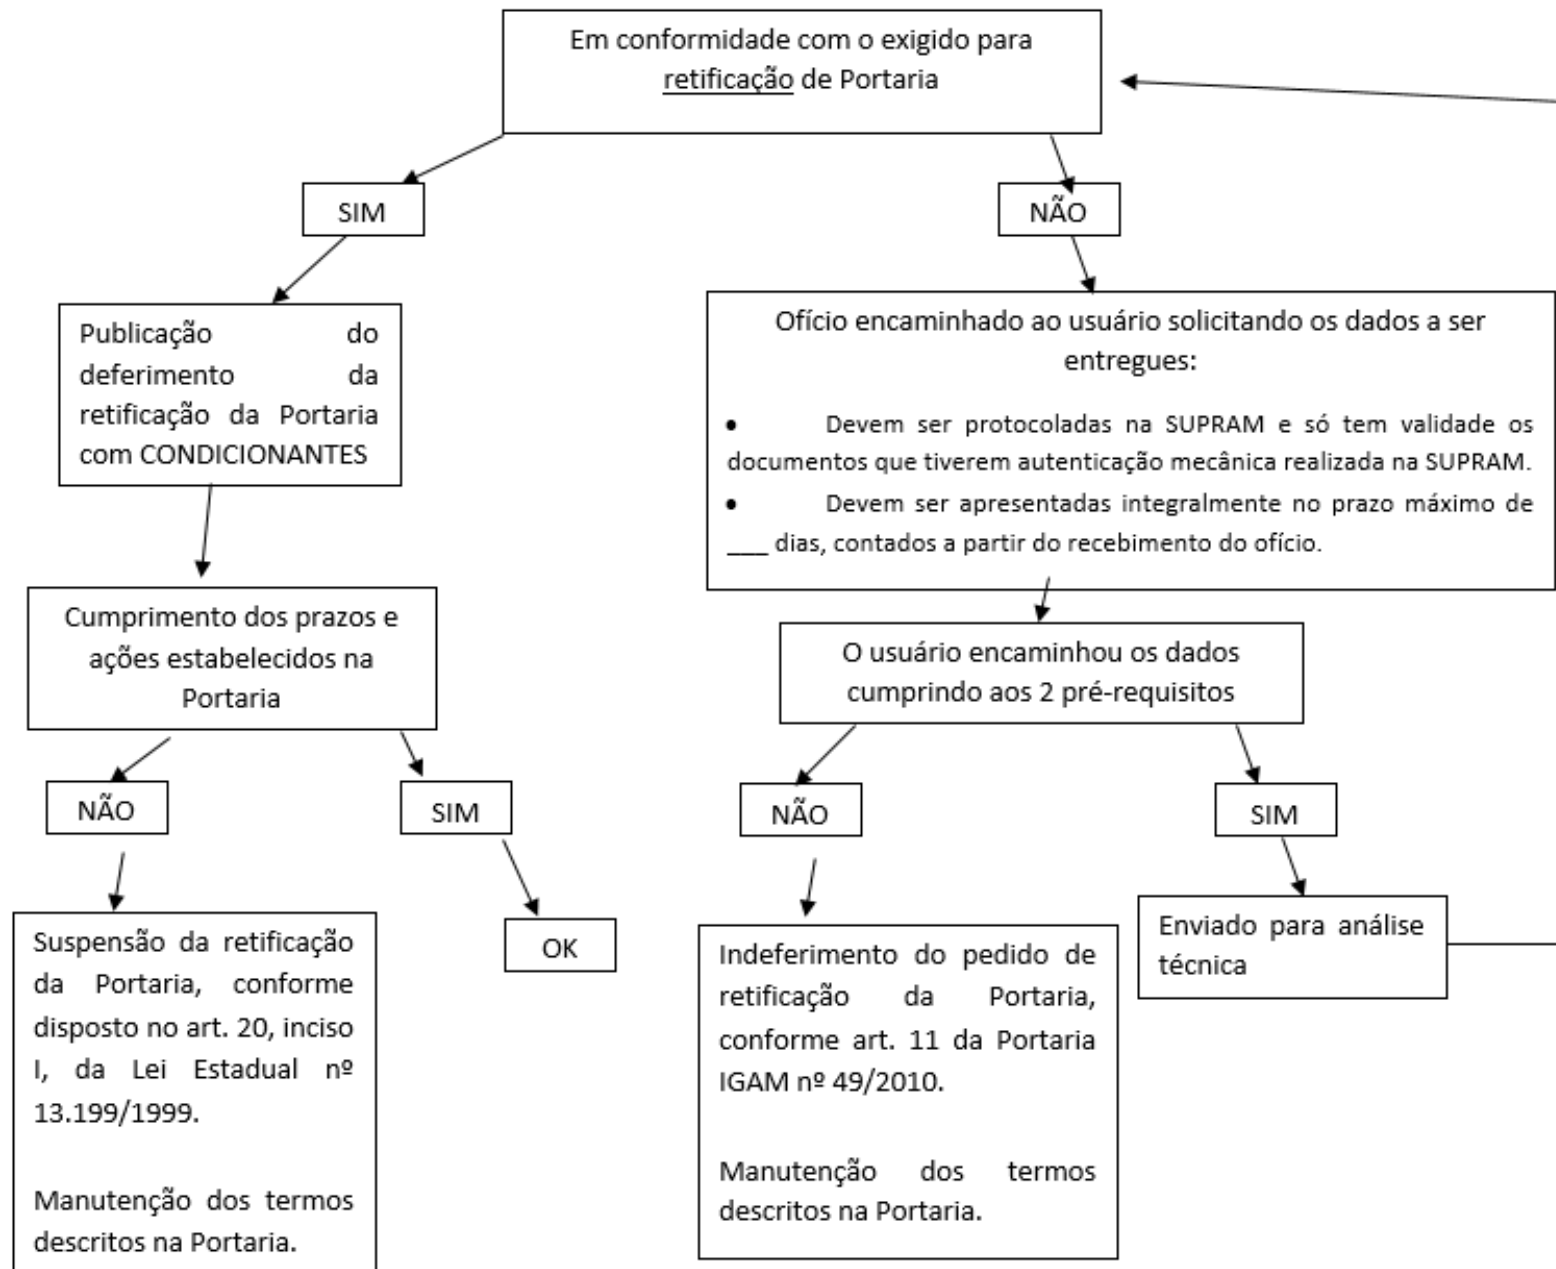 Em conformidade com o exigido para
retificação de Portaria
SIM
NÃO
Publicação do
deferimento da
retificação da Portaria
com CONDICIONANTES
Ofício encaminhado ao usuário solicitando os dados a ser
entregues:
• Devem ser protocoladas na SUPRAM e só tem validade os
documentos que tiverem autenticação mecânica realizada na SUPRAM.
• Devem ser apresentadas integralmente no prazo máximo de
___ dias, contados a partir do recebimento do ofício.
Cumprimento dos prazos e
ações estabelecidos na
Portaria
O usuário encaminhou os dados
cumprindo aos 2 pré-requisitos
NÃO
SIM
NÃO
SIM
Suspensão da retificação
da Portaria, conforme
disposto no art. 20, inciso
I, da Lei Estadual nº
13.199/1999.
Manutenção dos termos
descritos na Portaria.
OK
Indeferimento do pedido de
retificação da Portaria,
conforme art. 11 da Portaria
IGAM nº 49/2010.
Manutenção dos termos
descritos na Portaria.
Enviado para análise
técnica